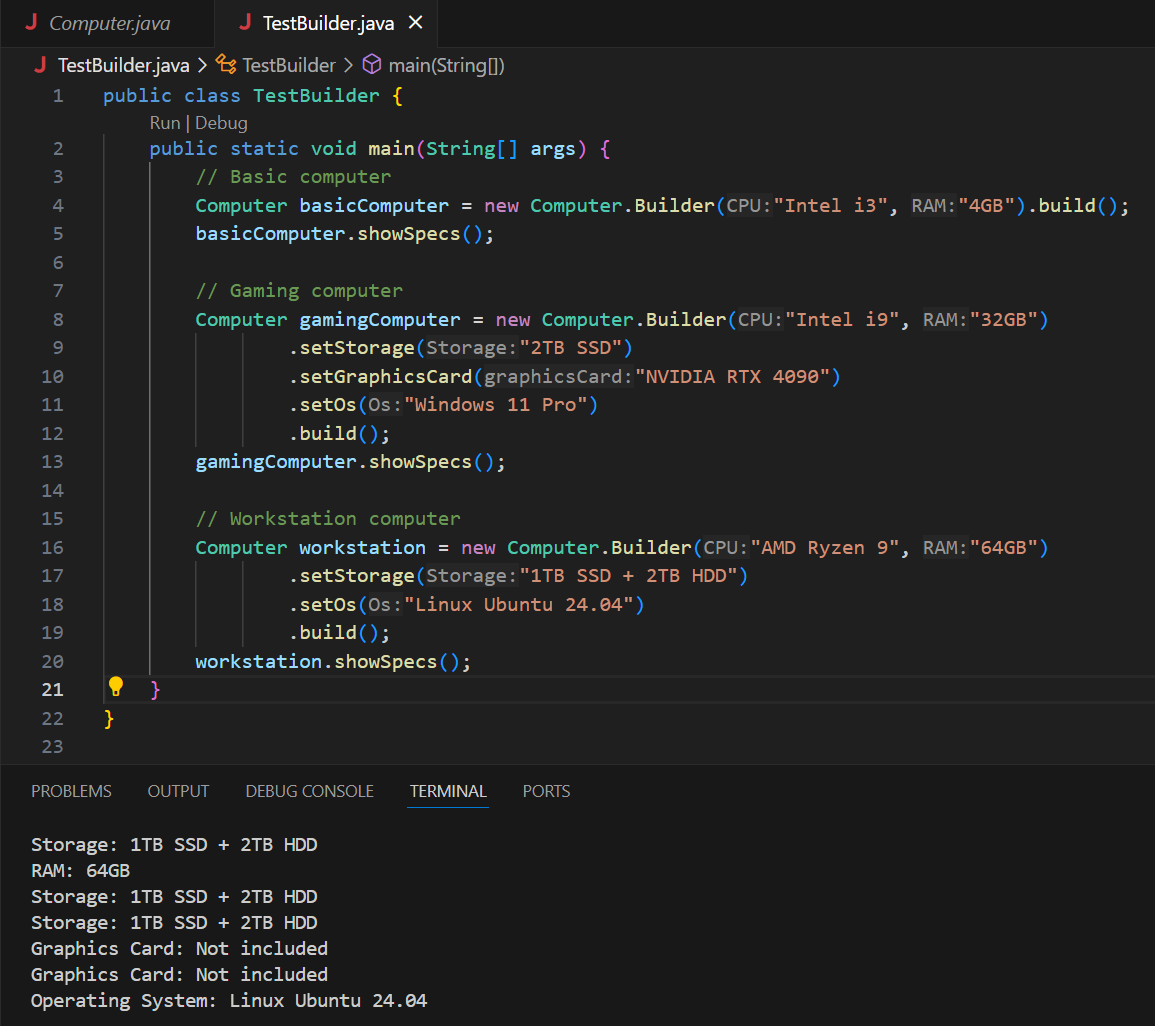 J Computer.java J TestBuilder.java ×
J TestBuilder.java > TestBuilder > main(String[])
1 public class TestBuilder {
Run | Debug
2 public static void main(String[] args) {
3 // Basic computer
4 Computer basicComputer = new Computer.Builder(CPU:"Intel i3", RAM:"4GB").build();
5 basicComputer.showSpecs();
6
7 // Gaming computer
8 Computer gamingComputer = new Computer.Builder(CPU:"Intel i9", RAM:"32GB")
9 .setStorage(Storage:"2TB SSD")
10 .setGraphicsCard(graphicsCard:"NVIDIA RTX 4090")
11 .setOs(Os:"Windows 11 Pro")
12 .build();
13 gamingComputer.showSpecs();
14
15 // Workstation computer
16 Computer workstation = new Computer.Builder(CPU:"AMD Ryzen 9", RAM:"64GB")
17 .setStorage(Storage:"1TB SSD + 2TB HDD")
18 .setOs(Os:"Linux Ubuntu 24.04")
19 .build();
20 workstation.showSpecs();
21 }
22 }
23
PROBLEMS OUTPUT DEBUG CONSOLE TERMINAL PORTS
Storage: 1TB SSD + 2TB HDD
RAM: 64GB
Storage: 1TB SSD + 2TB HDD
Storage: 1TB SSD + 2TB HDD
Graphics Card: Not included
Graphics Card: Not included
Operating System: Linux Ubuntu 24.04